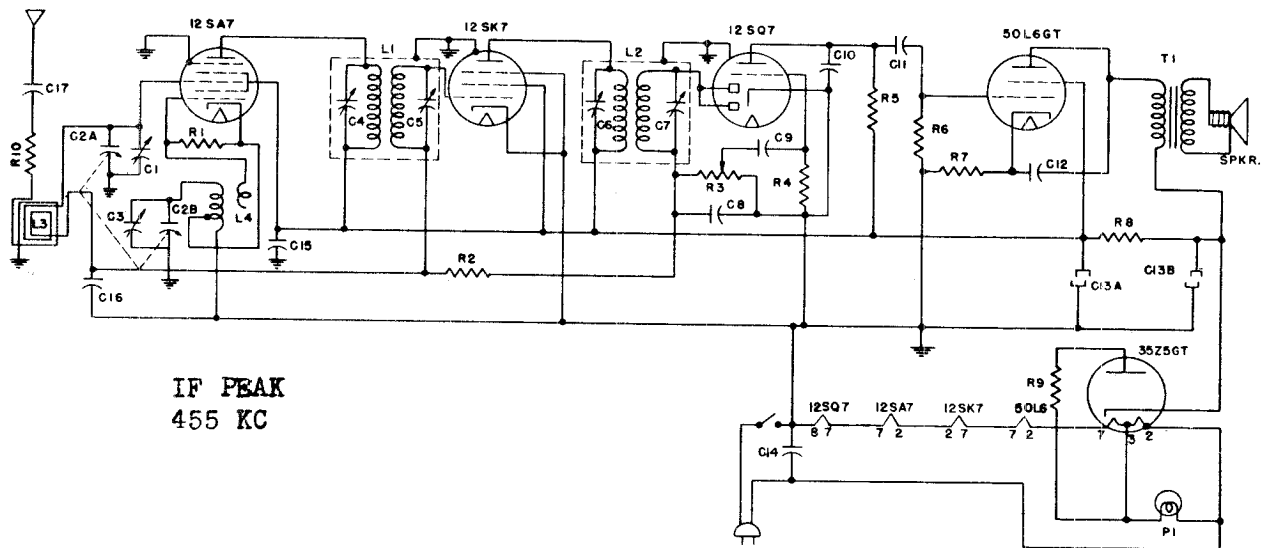 12SA7
12SK7
12SQ7
50L6GT
T1
L1
L2
C10
C11
C17
C2A
C1
R1
C4
C5
C6
C7
C9
R5
R6
R7
C12
SPKR.
R10
R3
R4
L3
C3
C2B
L4
C8
C15
R8
R2
C16
C13A
C13B
IF PEAK
455 KC
35Z5GT
R9
12SQ7
12SA7
12SK7
50L6
8 7
7 2
2 7
7 2
7
3
2
C14
P1